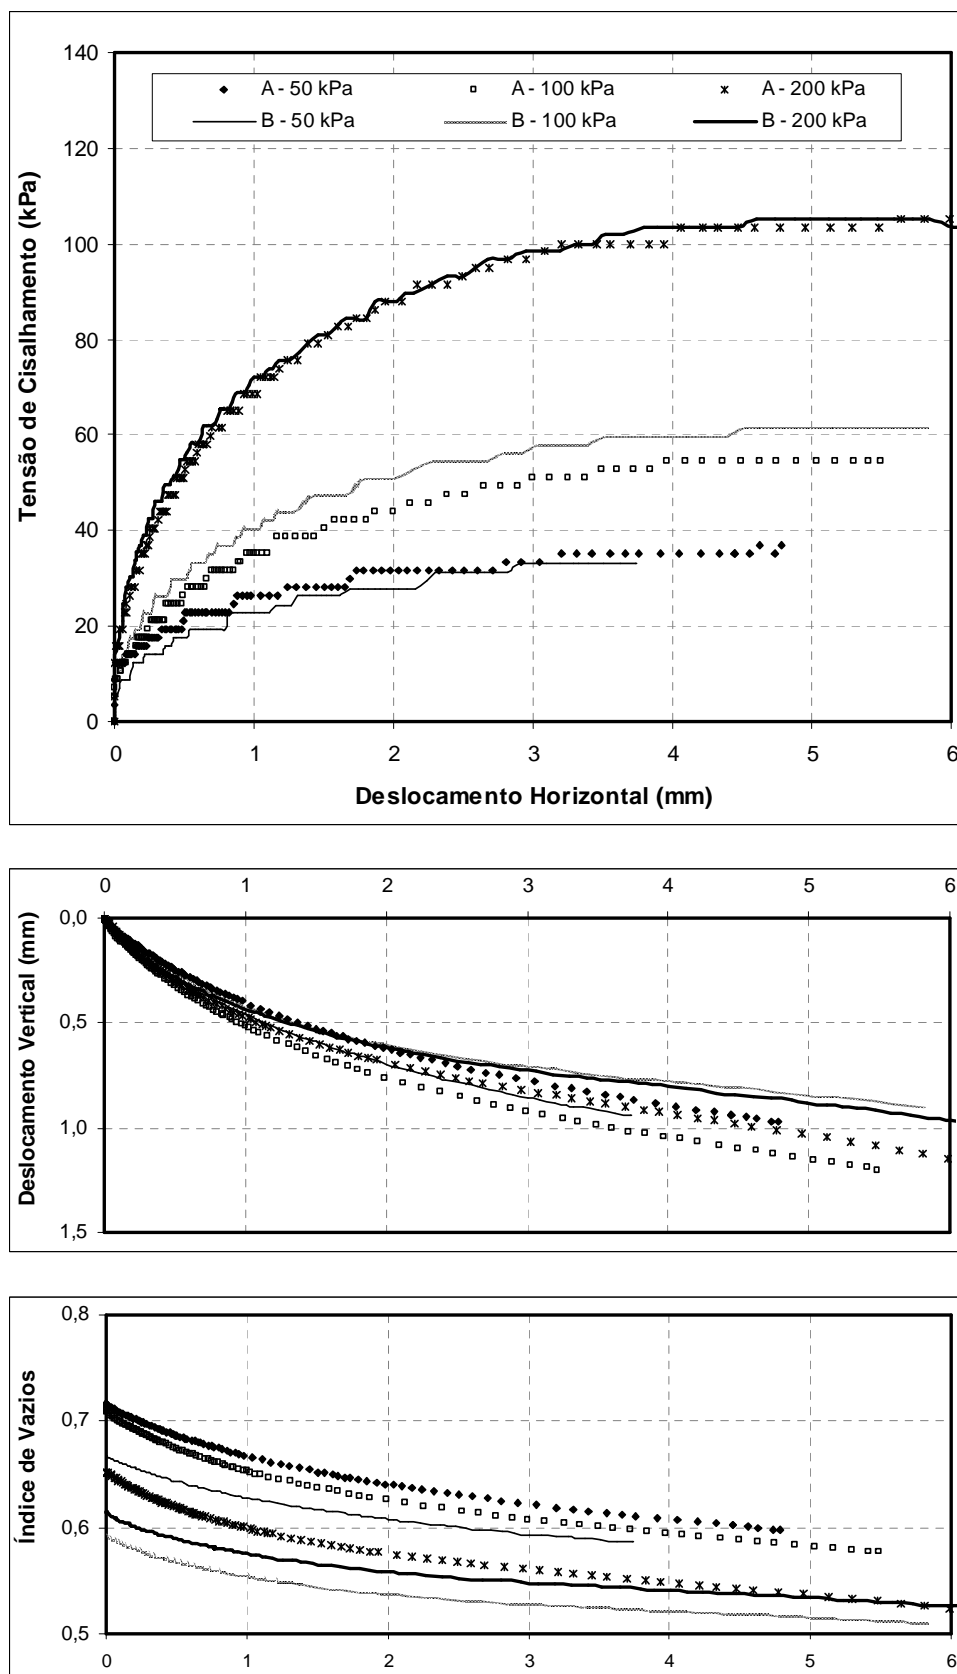 140
A - 50 kPa A - 100 kPa A - 200 kPa
B - 50 kPa B - 100 kPa B - 200 kPa
120
100
80
60
40
20
0
Tensão de Cisalhamento (kPa)
0 1 2 3 4 5 6
Deslocamento Horizontal (mm)
0 1 2 3 4 5 6
0,0
0,5
1,0
1,5
Deslocamento Vertical (mm)
0,8
0,7
0,6
0,5
Índice de Vazios
0 1 2 3 4 5 6